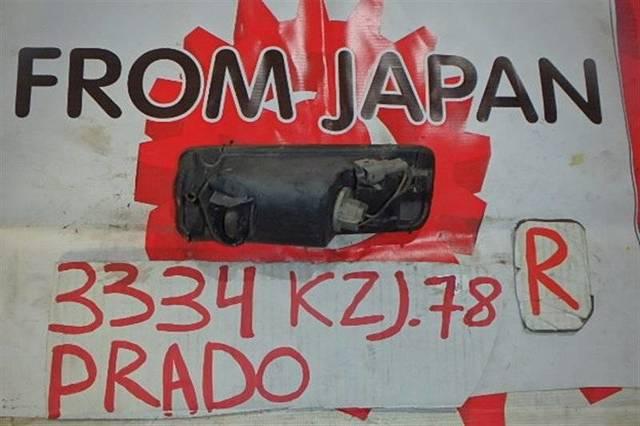 FROM JAPAN
3334 KZJ.78 R
PRADO